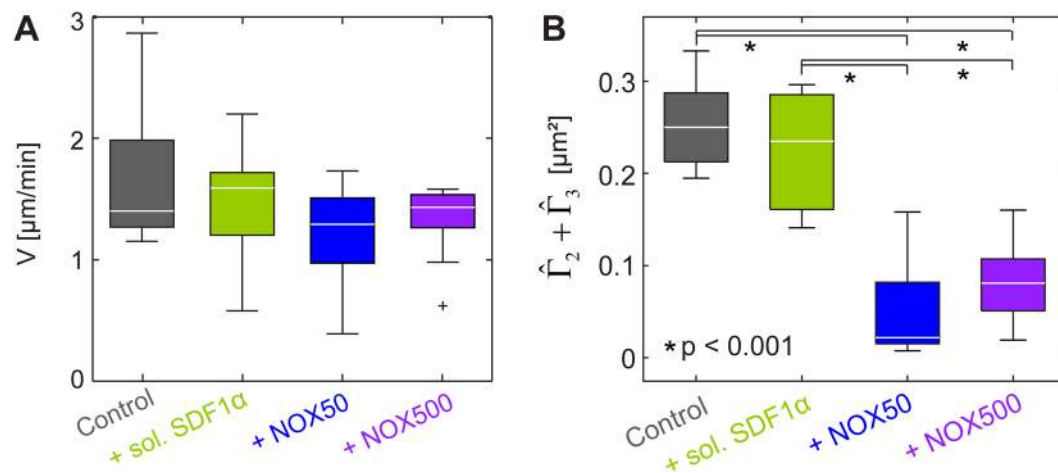 A
V [µm/min]
3
2
1
0
Control
+ sol. SDF1α
+ NOX50
+ NOX500
B
Γ̂₂ + Γ̂₃ [µm²]
0.3
0.2
0.1
0
* *
* *
*p < 0.001
Control
+ sol. SDF1α
+ NOX50
+ NOX500